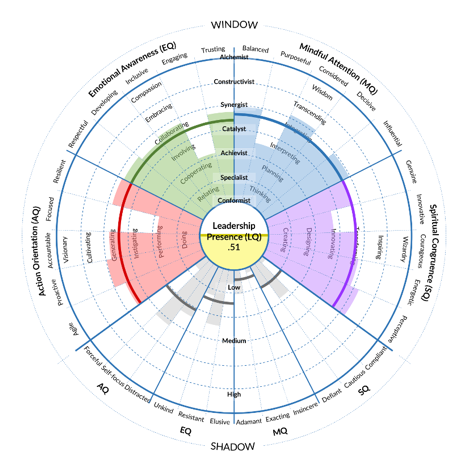 WINDOW
Emotional Awareness (EQ)
Mindful Attention (MQ)
Action Orientation (AQ)
Spiritual Congruence (SQ)
Trusting
Engaging
Inclusive
Developing
Respectful
Balanced
Purposeful
Considered
Decisive
Influential
Resilient
Focused
Accountable
Proactive
Agile
Genuine
Innovative
Courageous
Energetic
Perceptive
Alchemist
Constructivist
Synergist
Catalyst
Achievist
Specialist
Conformist
Compassion
Embracing
Collaborating
Involving
Cooperating
Relating
Wisdom
Transcending
Integrating
Interpreting
Planning
Thinking
Visionary
Cultivating
Generating
Innovating
Performing
Doing
Creating
Designing
Innovating
Inspiring
Wizardry
Leadership
Presence (LQ)
.51
Low
Medium
High
Forceful
Self-focus
Distracted
Unkind
Resistant
Elusive
Adamant
Exacting
Insincere
Defiant
Cautious
Compliant
AQ
EQ
MQ
SQ
SHADOW